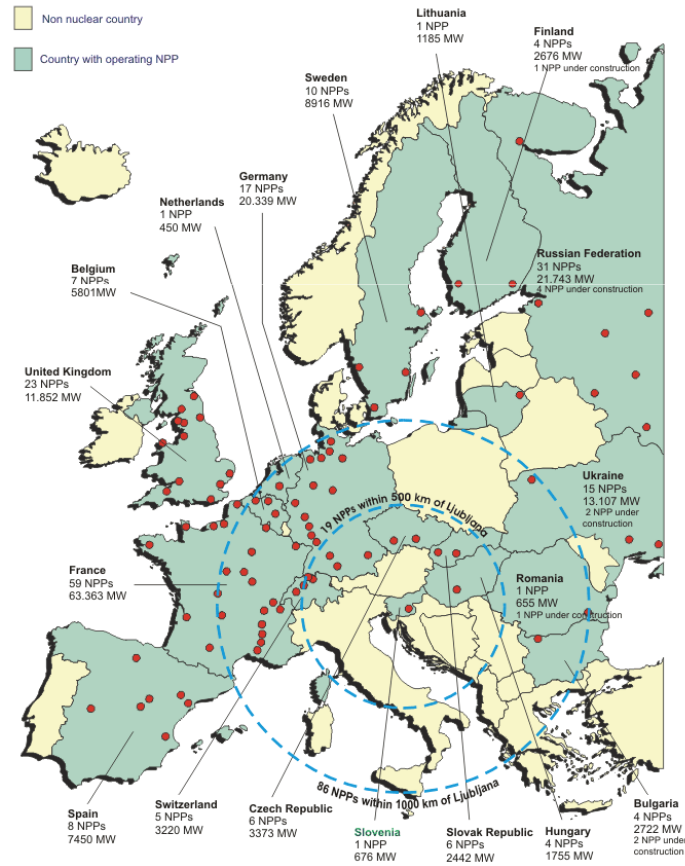 Non nuclear country
Country with operating NPP
Lithuania
1 NPP
1185 MW
Finland
4 NPPs
2676 MW
1 NPP under construction
Sweden
10 NPPs
8916 MW
Germany
17 NPPs
20.339 MW
Netherlands
1 NPP
450 MW
Belgium
7 NPPs
5801MW
Russian Federation
31 NPPs
21.743 MW
4 NPP under construction
United Kingdom
23 NPPs
11.852 MW
Ukraine
15 NPPs
13.107 MW
2 NPP under
construction
19 NPPs within 500 km of Ljubljana
France
59 NPPs
63.363 MW
Romania
1 NPP
655 MW
1 NPP under construction
86 NPPs within 1000 km of Ljubljana
Spain
8 NPPs
7450 MW
Switzerland
5 NPPs
3220 MW
Czech Republic
6 NPPs
3373 MW
Slovenia
1 NPP
676 MW
Slovak Republic
6 NPPs
2442 MW
Hungary
4 NPPs
1755 MW
Bulgaria
4 NPPs
2722 MW
2 NPP under
construction